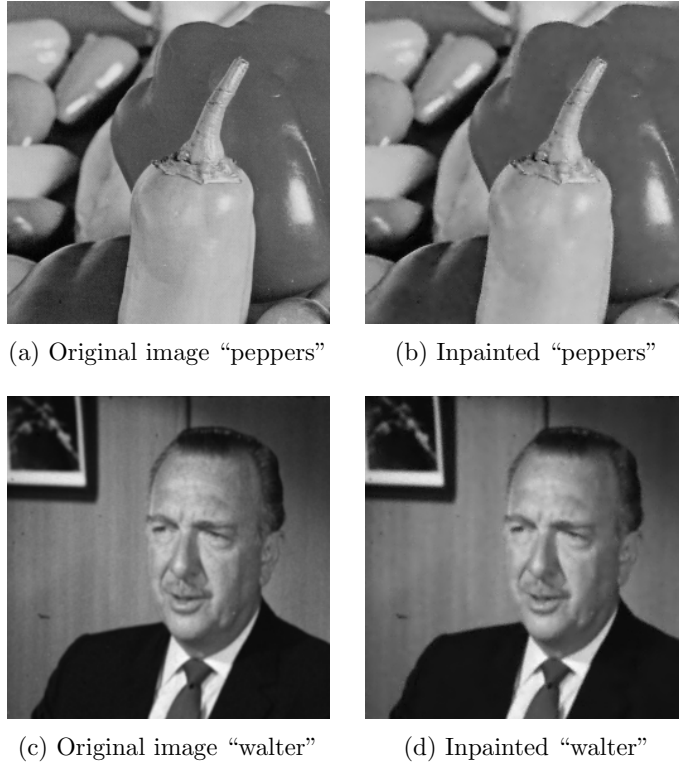 (a) Original image “peppers”
(b) Inpainted “peppers”
(c) Original image “walter”
(d) Inpainted “walter”